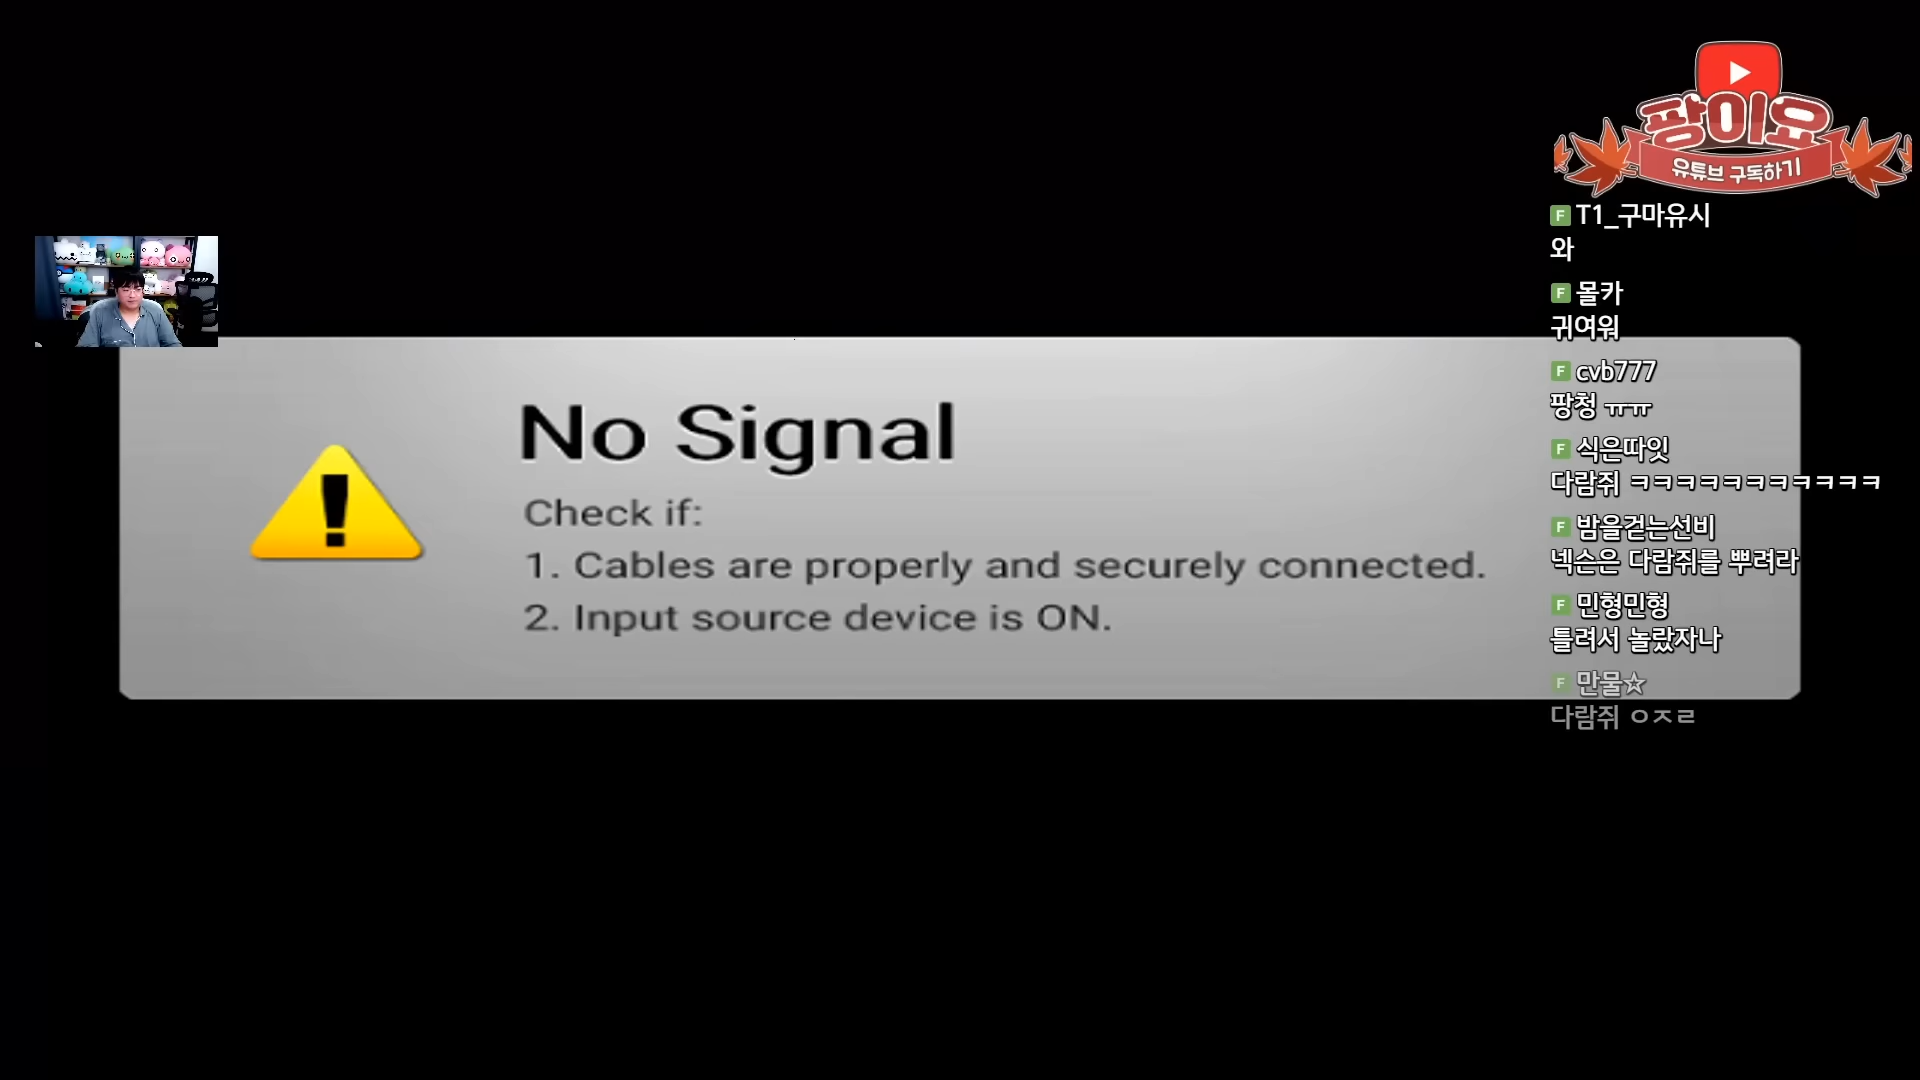 팡이요
유튜브 구독하기
F T1_구마유시
와
F 몰카
귀여워
F cvb777
팡청 ㅠㅠ
F 식은따잇
다람쥐 ㅋㅋㅋㅋㅋㅋㅋㅋㅋㅋㅋ
F 밤을걷는선비
넥슨은 다람쥐를 뿌려라
F 민형민형
틀려서 놀랐자나
F 만물☆
다람쥐 ㅇㅈㄹ
No Signal
Check if:
1. Cables are properly and securely connected.
2. Input source device is ON.